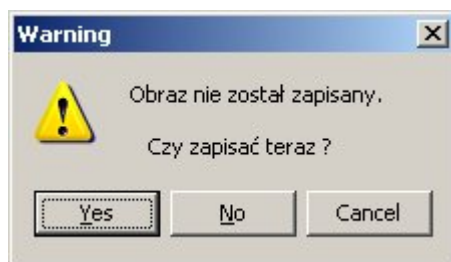 Warning
Obraz nie został zapisany.
Czy zapisać teraz ?
Yes No Cancel